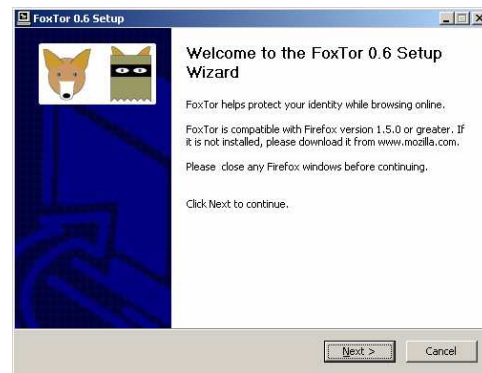 FoxTor 0.6 Setup
Welcome to the FoxTor 0.6 Setup
Wizard
FoxTor helps protect your identity while browsing online.
FoxTor is compatible with Firefox version 1.5.0 or greater. If
it is not installed, please download it from www.mozilla.com.
Please close any Firefox windows before continuing.
Click Next to continue.
Next >
Cancel